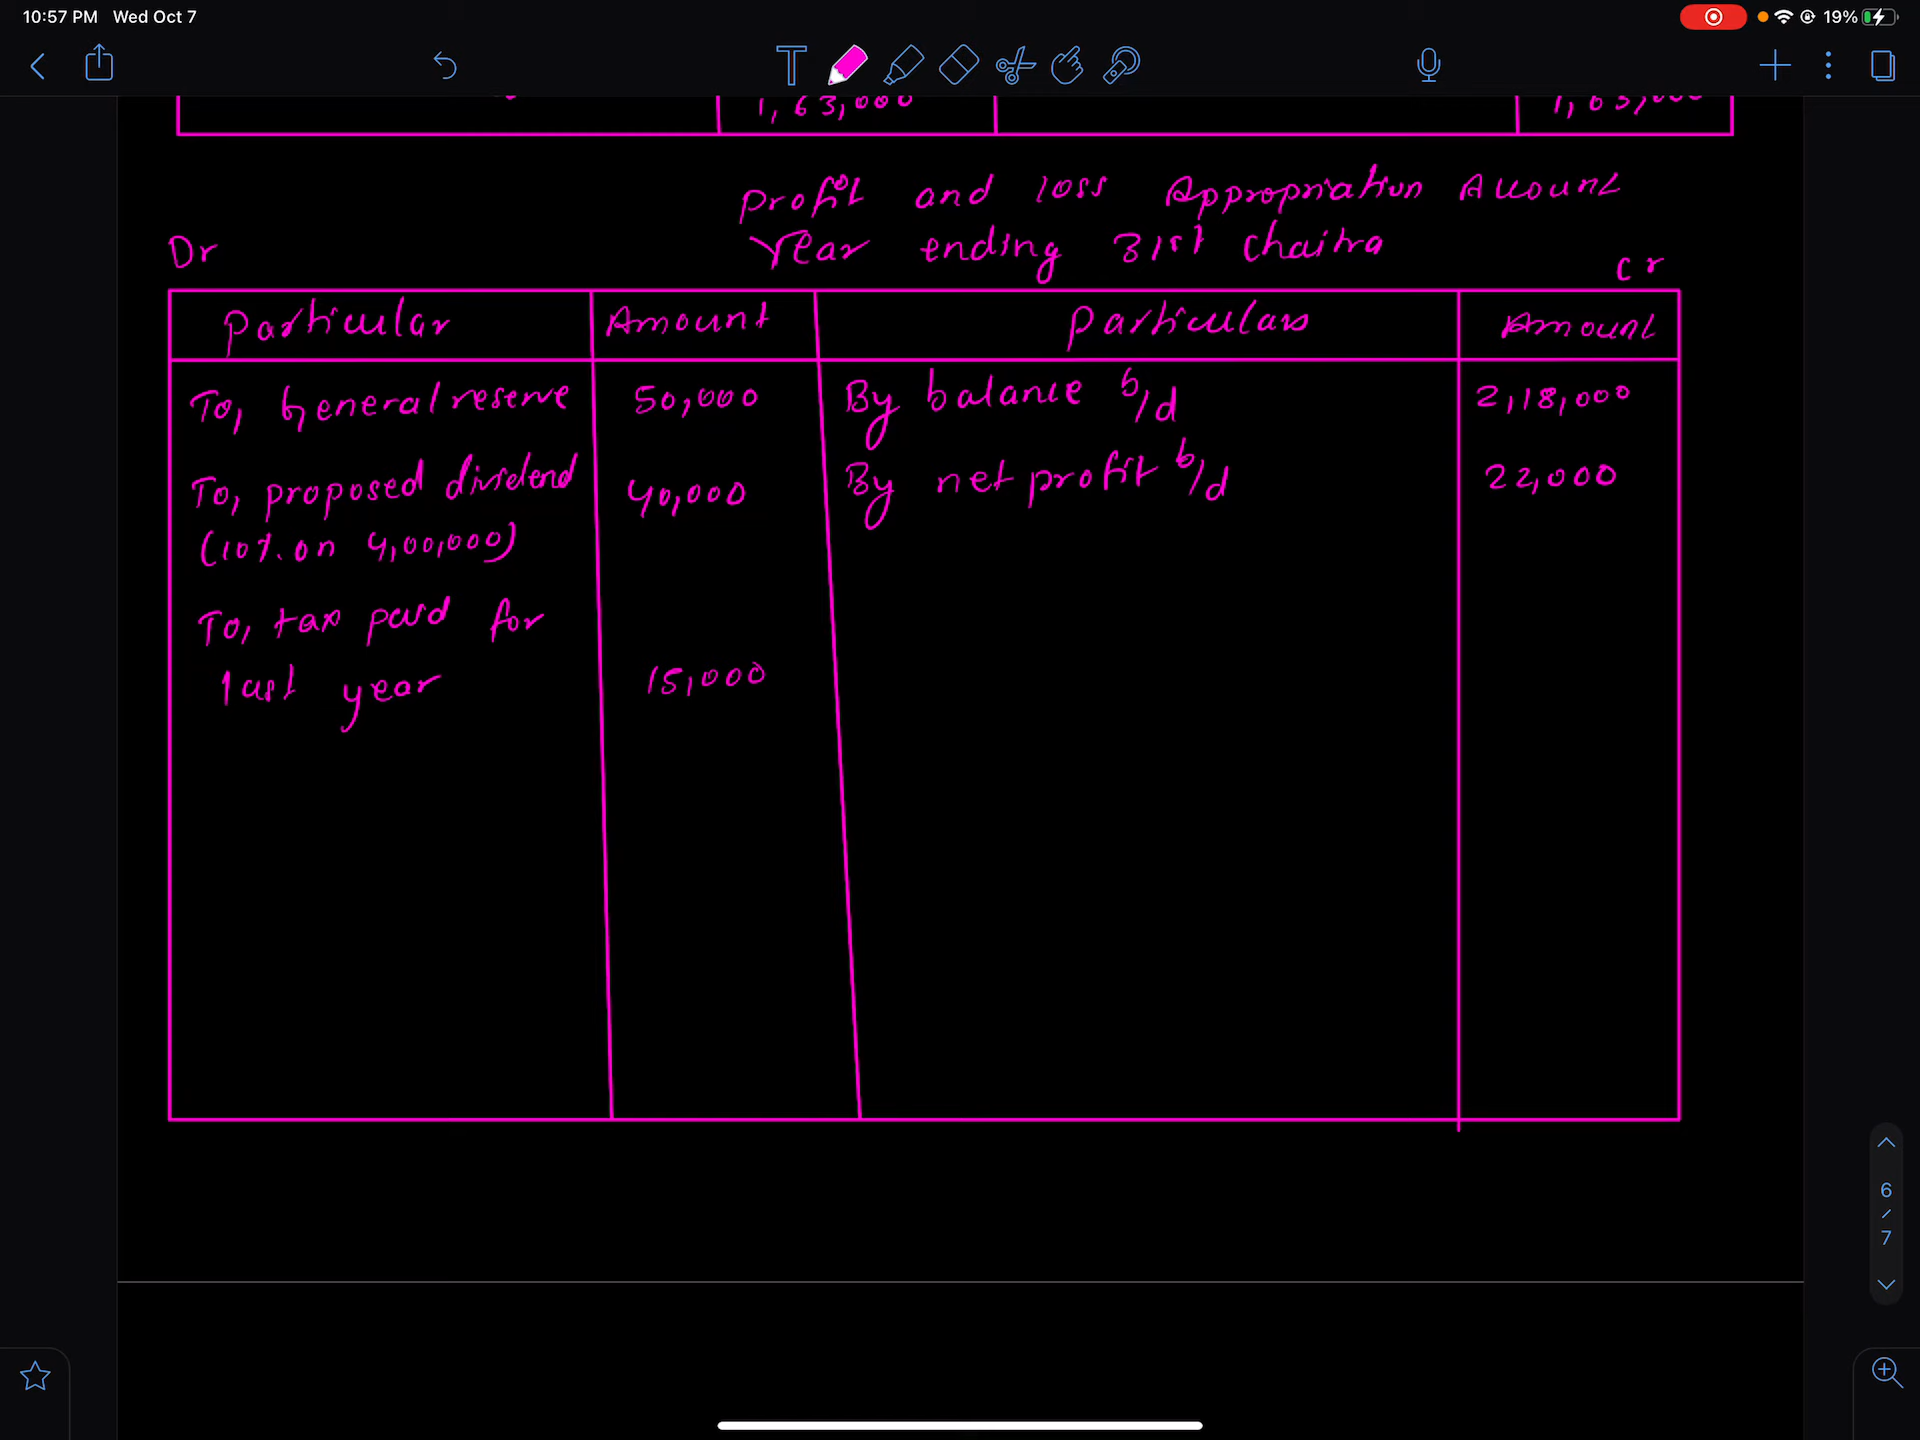 10:57 PM Wed Oct 7 19%
1,63,000 1,63,000
Profit and loss Appropriation Account
Dr Year ending 31st Chaitra Cr
Particular Amount Particulars Amount
To, General reserve 50,000 By balance b/d 2,18,000
To, proposed dividend 40,000 By net profit b/d 22,000
(10%. on 4,00,000)
To, tax paid for
last year 15,000
6
/
7